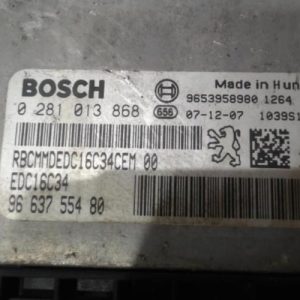 BOSCH
Made in Hun
9653958980 1264
0 281 013 868
656
07-12-07 1039S1
RBCMMDEDC16C34CEM 00
EDC16C34
96 637 554 80